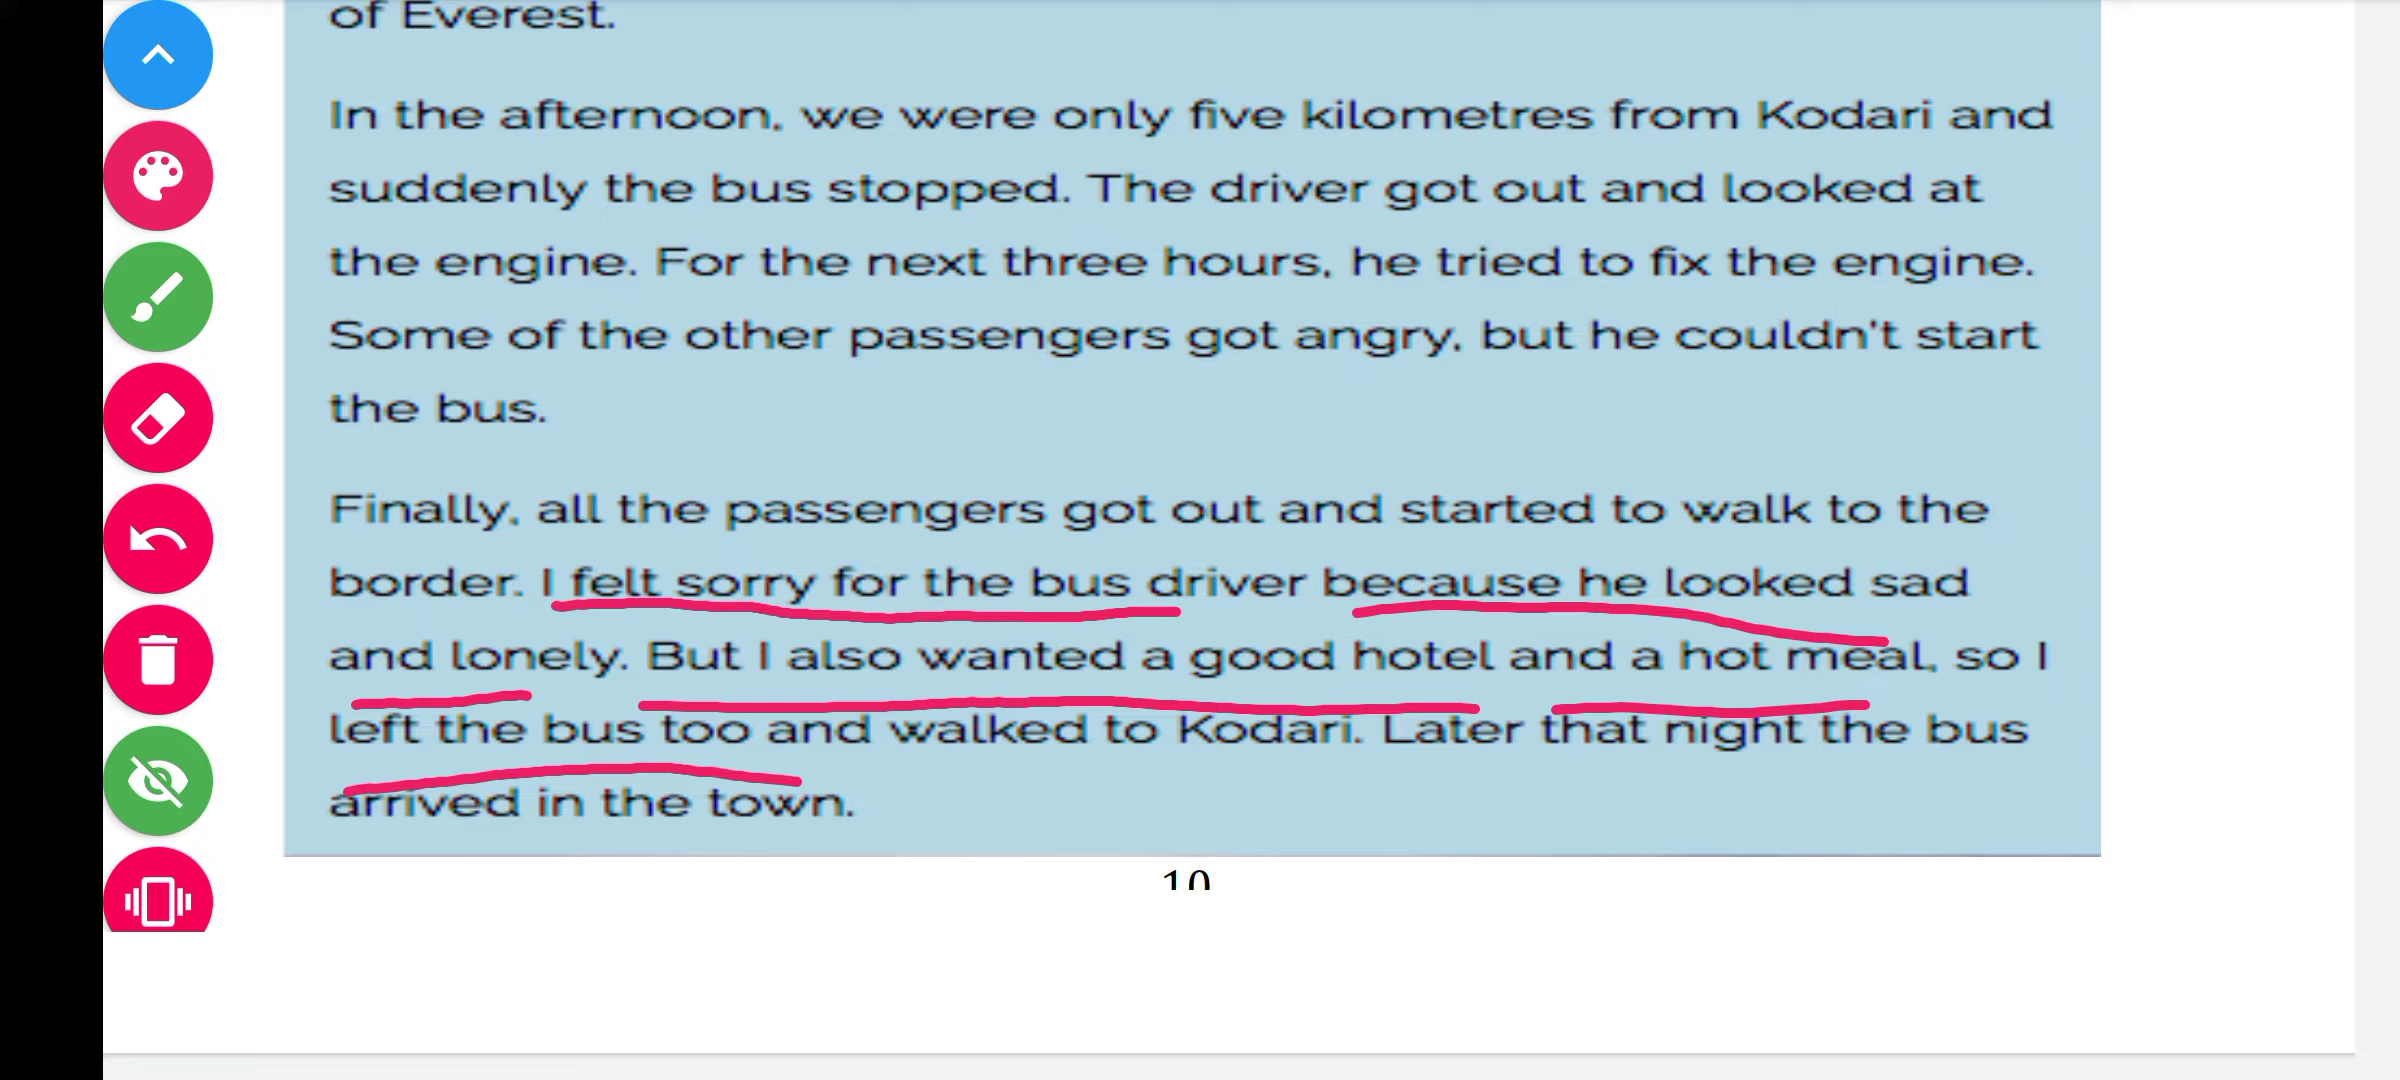 of Everest.
In the afternoon, we were only five kilometres from Kodari and
suddenly the bus stopped. The driver got out and looked at
the engine. For the next three hours, he tried to fix the engine.
Some of the other passengers got angry, but he couldn't start
the bus.
Finally, all the passengers got out and started to walk to the
border. I felt sorry for the bus driver because he looked sad
and lonely. But I also wanted a good hotel and a hot meal, so I
left the bus too and walked to Kodari. Later that night the bus
arrived in the town.
10